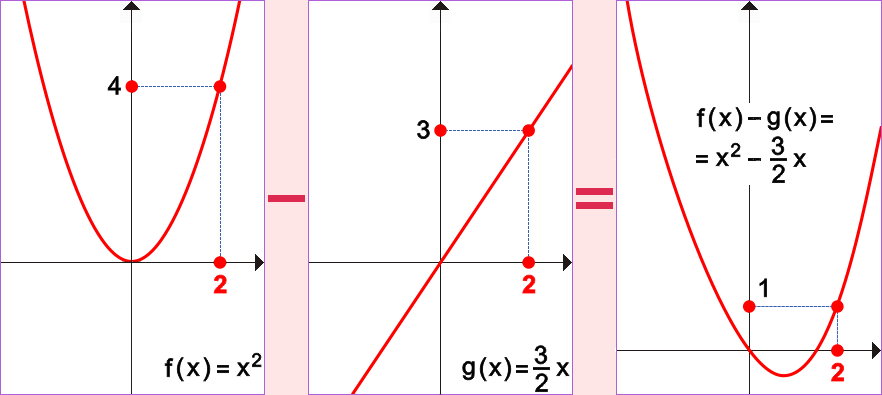 4
2
f(x)=x²
−
3
2
g(x)=3/2 x
=
f(x)−g(x)=
=x²−3/2 x
1
2